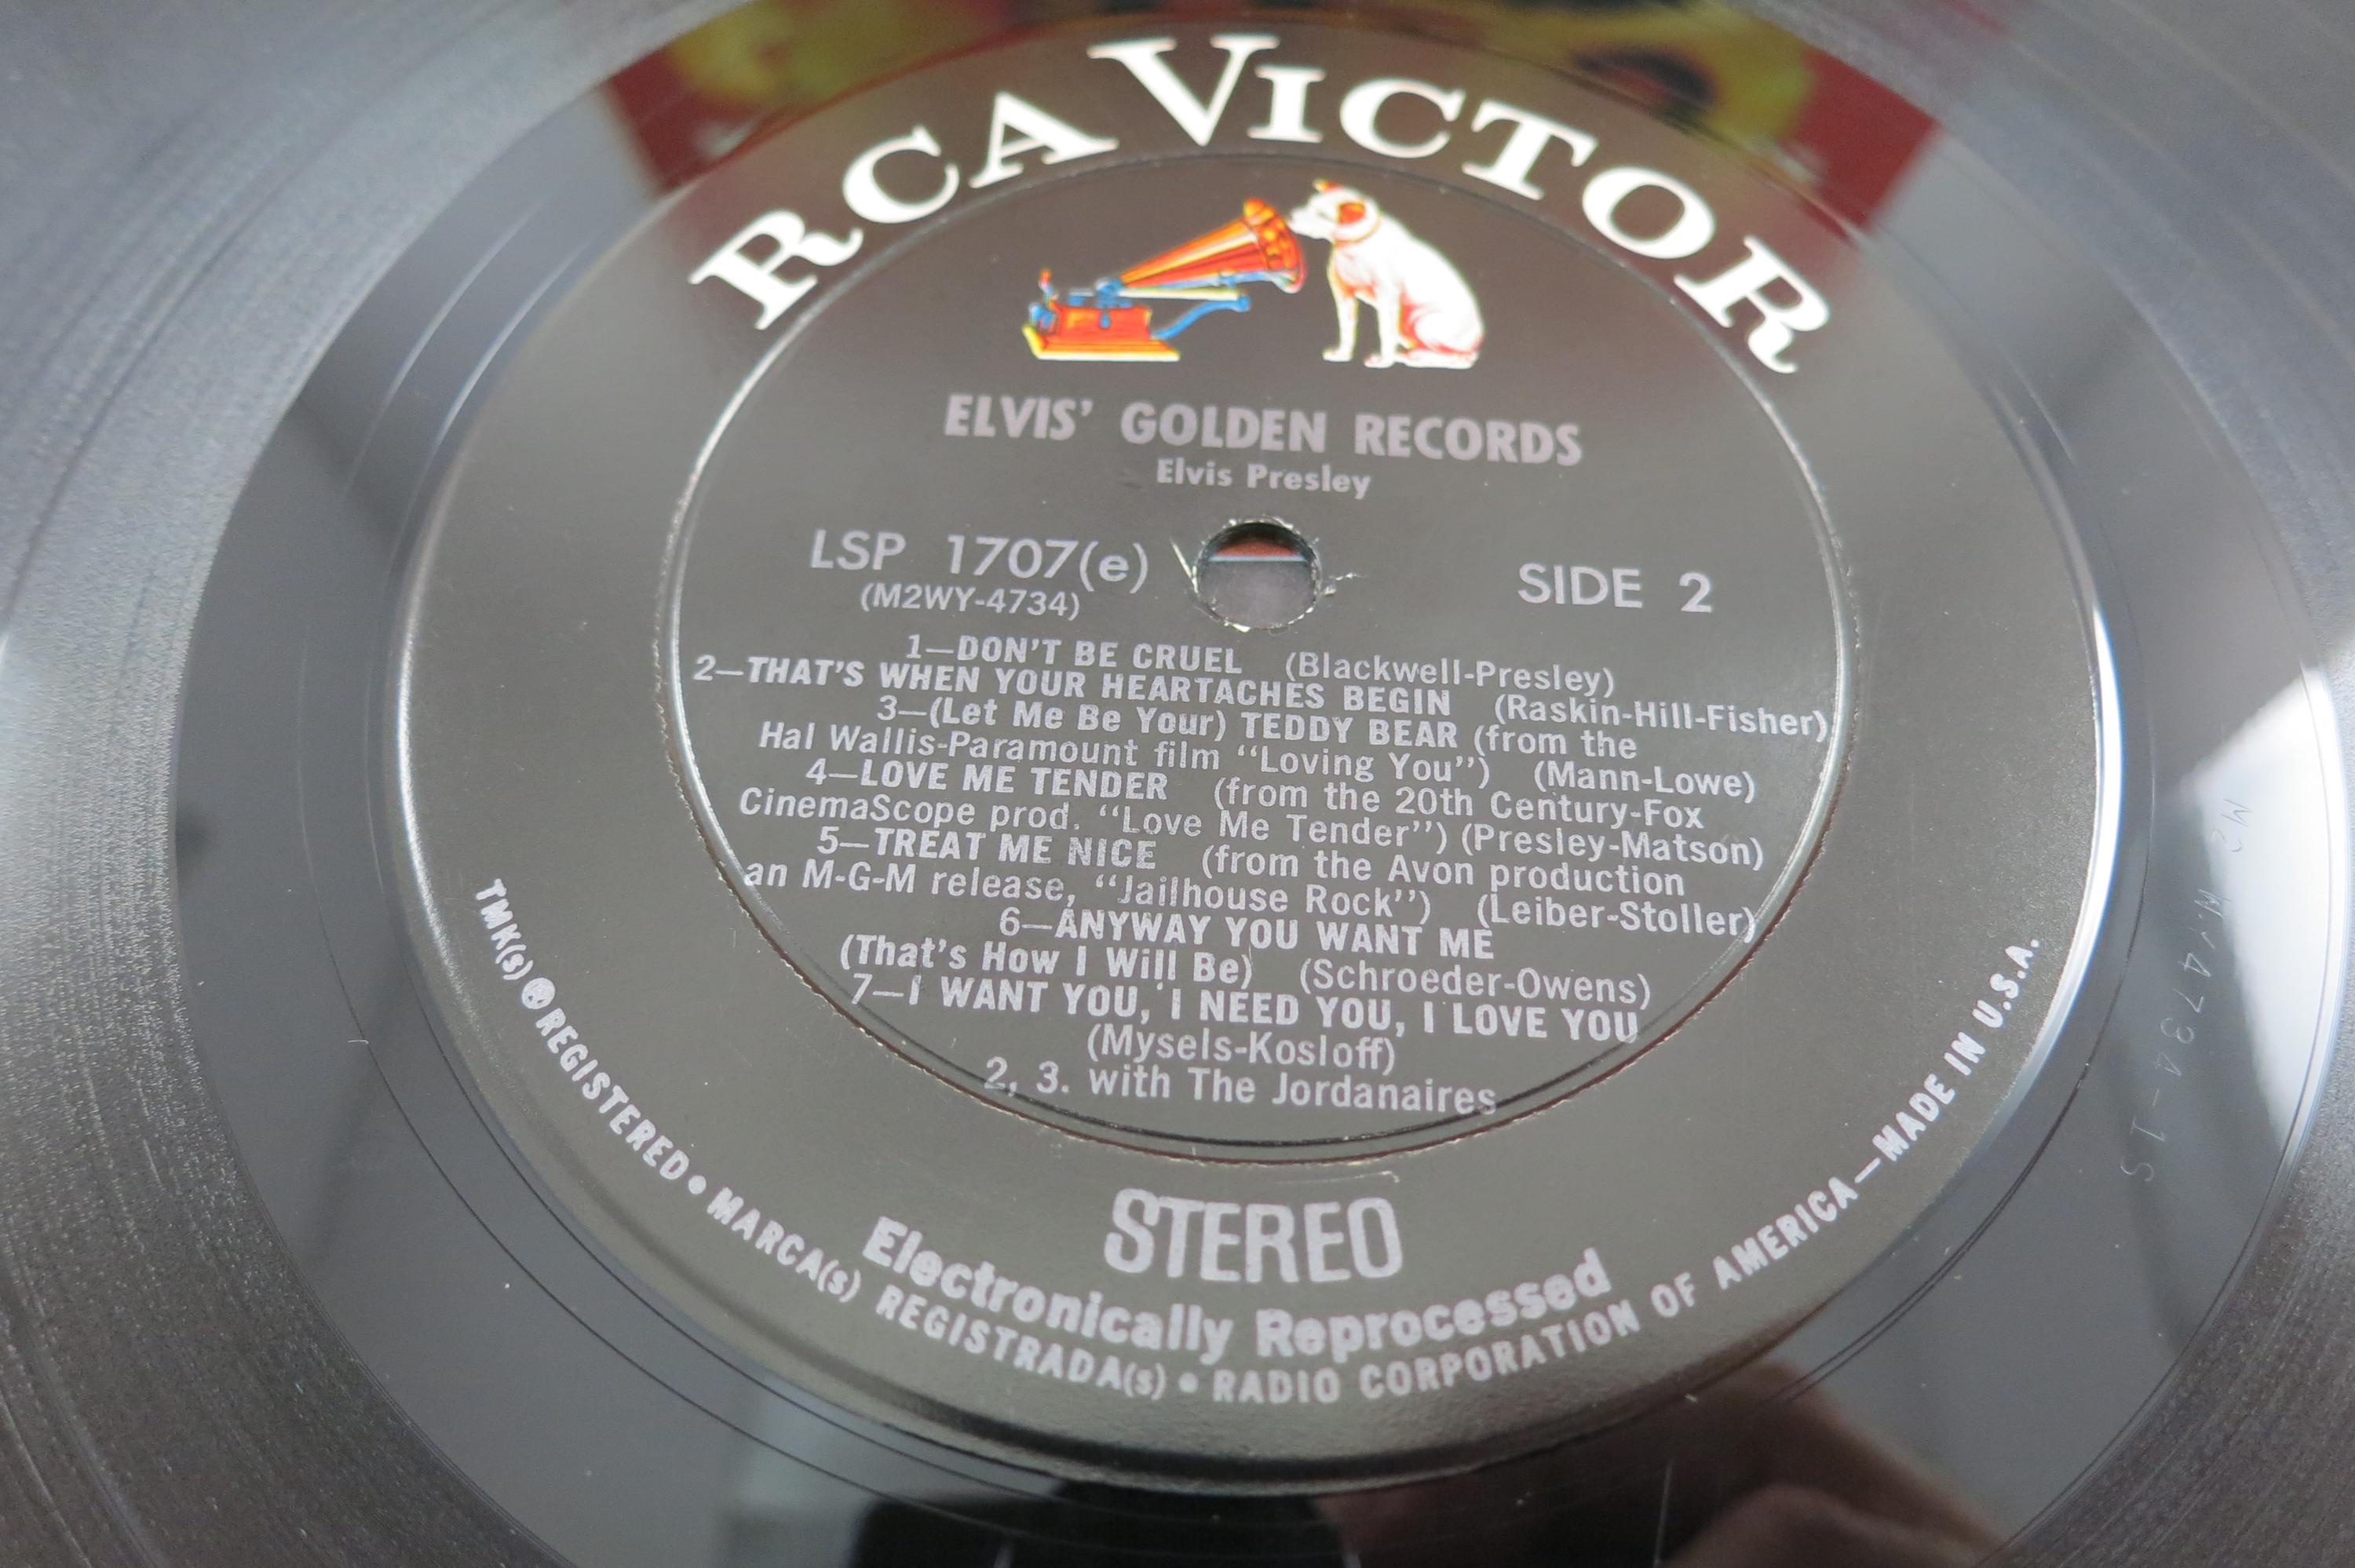 RCA VICTOR
ELVIS' GOLDEN RECORDS
Elvis Presley
LSP 1707(e)
SIDE 2
(M2WY-4734)
1—DON'T BE CRUEL (Blackwell-Presley)
2—THAT'S WHEN YOUR HEARTACHES BEGIN (Raskin-Hill-Fisher)
3—(Let Me Be Your) TEDDY BEAR (from the
Hal Wallis-Paramount film “Loving You”) (Mann-Lowe)
4—LOVE ME TENDER (from the 20th Century-Fox
CinemaScope prod. “Love Me Tender”) (Presley-Matson)
5—TREAT ME NICE (from the Avon production
an M-G-M release, “Jailhouse Rock”) (Leiber-Stoller)
6—ANYWAY YOU WANT ME
(That's How I Will Be) (Schroeder-Owens)
7—I WANT YOU, I NEED YOU, I LOVE YOU
(Mysels-Kosloff)
2, 3. with The Jordanaires
STEREO
Electronically Reprocessed
TMK(s) ® REGISTERED • MARCA(s) REGISTRADA(s) • RADIO CORPORATION OF AMERICA—MADE IN U.S.A.